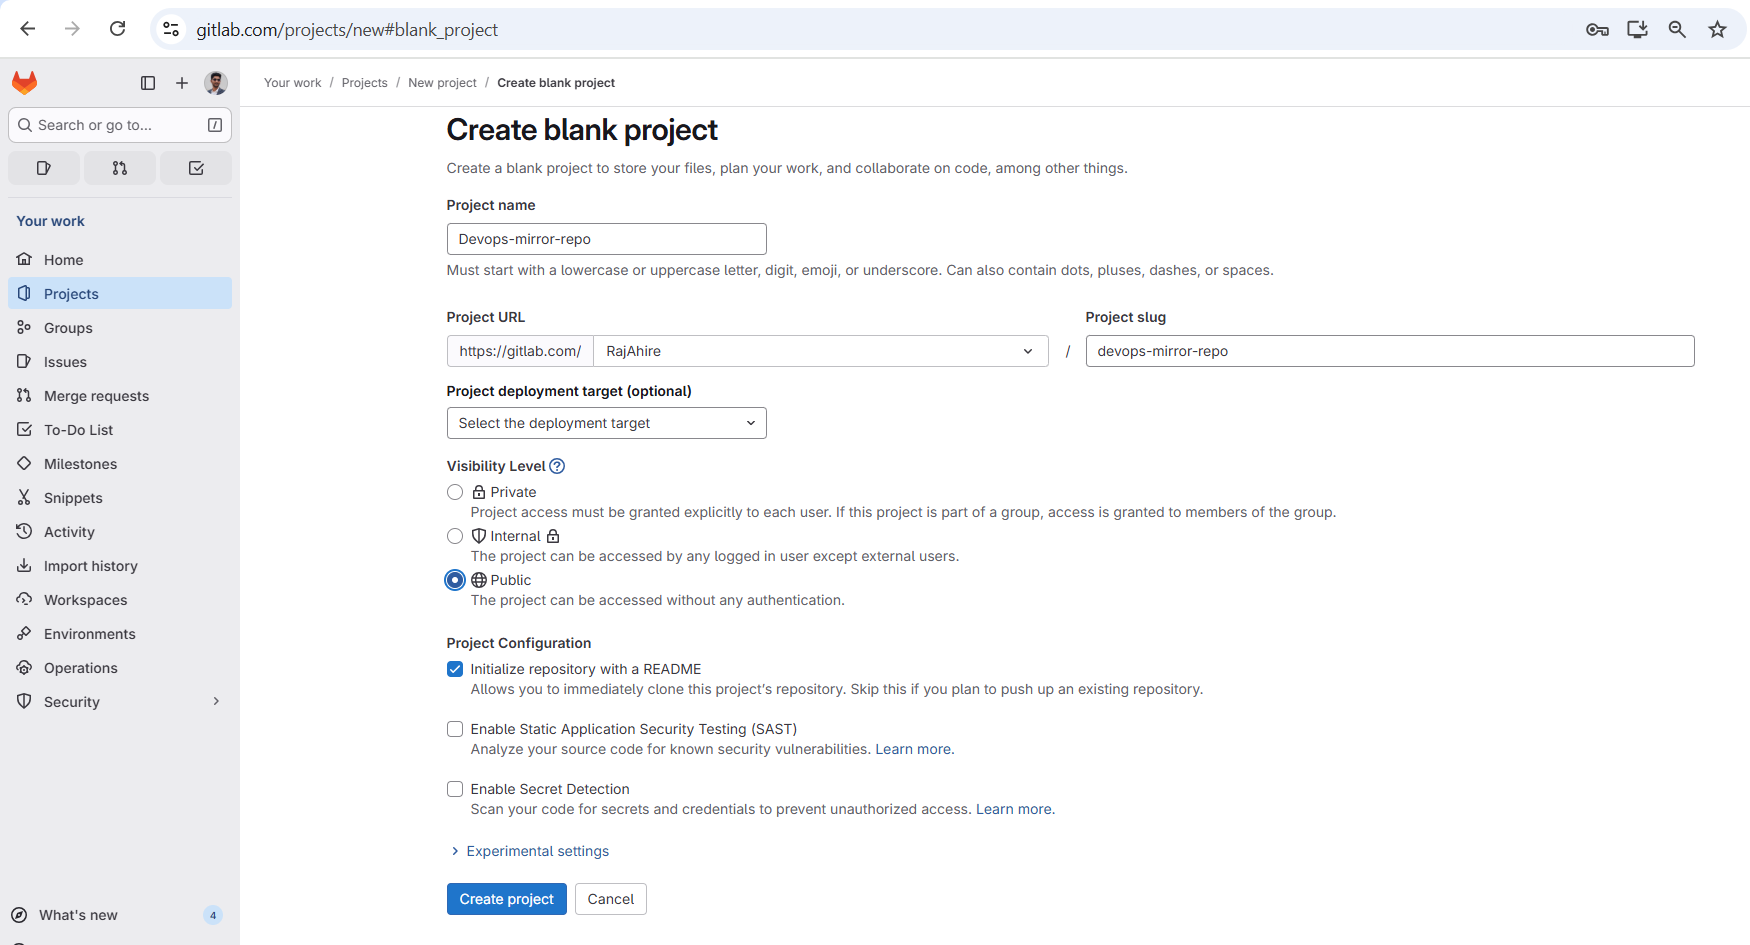 gitlab.com/projects/new#blank_project
Your work / Projects / New project / Create blank project
Search or go to... /
Your work
Home
Projects
Groups
Issues
Merge requests
To-Do List
Milestones
Snippets
Activity
Import history
Workspaces
Environments
Operations
Security
What's new 4
Create blank project
Create a blank project to store your files, plan your work, and collaborate on code, among other things.
Project name
Devops-mirror-repo
Must start with a lowercase or uppercase letter, digit, emoji, or underscore. Can also contain dots, pluses, dashes, or spaces.
Project URL Project slug
https://gitlab.com/ RajAhire / devops-mirror-repo
Project deployment target (optional)
Select the deployment target
Visibility Level ?
Private
Project access must be granted explicitly to each user. If this project is part of a group, access is granted to members of the group.
Internal
The project can be accessed by any logged in user except external users.
Public
The project can be accessed without any authentication.
Project Configuration
Initialize repository with a README
Allows you to immediately clone this project's repository. Skip this if you plan to push up an existing repository.
Enable Static Application Security Testing (SAST)
Analyze your source code for known security vulnerabilities. Learn more.
Enable Secret Detection
Scan your code for secrets and credentials to prevent unauthorized access. Learn more.
Experimental settings
Create project Cancel